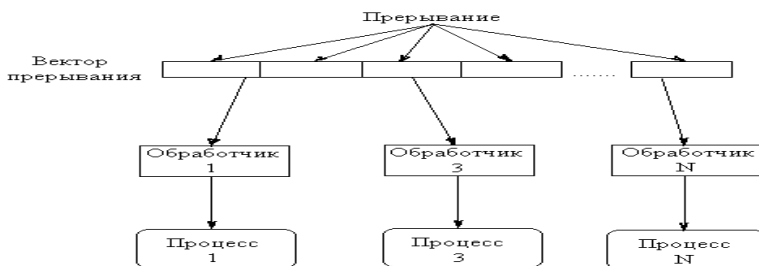 Прерывание
Вектор
прерывания
......
Обработчик
1
Обработчик
3
Обработчик
N
Процесс
1
Процесс
3
Процесс
N